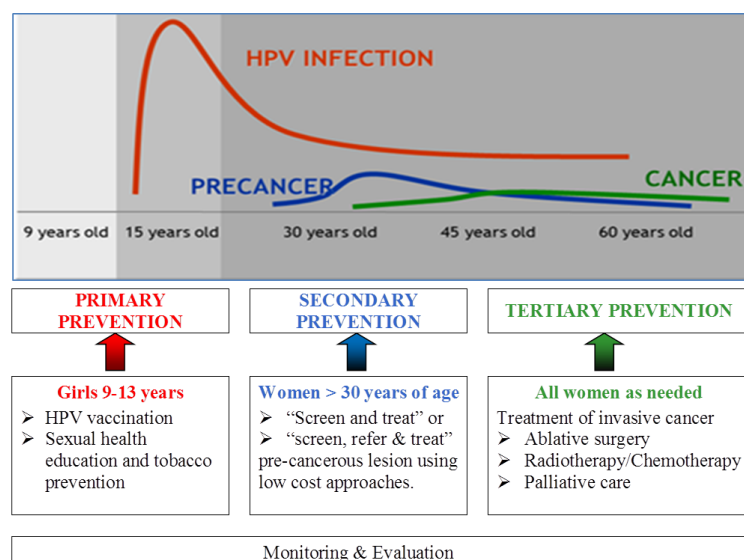 HPV INFECTION
PRECANCER
CANCER
9 years old
15 years old
30 years old
45 years old
60 years old
PRIMARY
PREVENTION
SECONDARY
PREVENTION
TERTIARY PREVENTION
Girls 9-13 years
➢ HPV vaccination
➢ Sexual health
education and tobacco
prevention
Women > 30 years of age
➢ “Screen and treat” or
➢ “screen, refer & treat”
pre-cancerous lesion using
low cost approaches.
All women as needed
Treatment of invasive cancer
➢ Ablative surgery
➢ Radiotherapy/Chemotherapy
➢ Palliative care
Monitoring & Evaluation